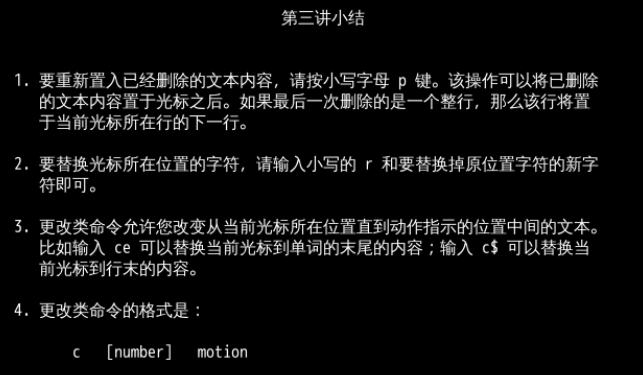 第三讲小结
1. 要重新置入已经删除的文本内容，请按小写字母 p 键。该操作可以将已删除
的文本内容置于光标之后。如果最后一次删除的是一个整行，那么该行将置
于当前光标所在行的下一行。
2. 要替换光标所在位置的字符，请输入小写的 r 和要替换掉原位置字符的新字
符即可。
3. 更改类命令允许您改变从当前光标所在位置直到动作指示的位置中间的文本。
比如输入 ce 可以替换当前光标到单词的末尾的内容；输入 c$ 可以替换当
前光标到行末的内容。
4. 更改类命令的格式是：
c [number] motion